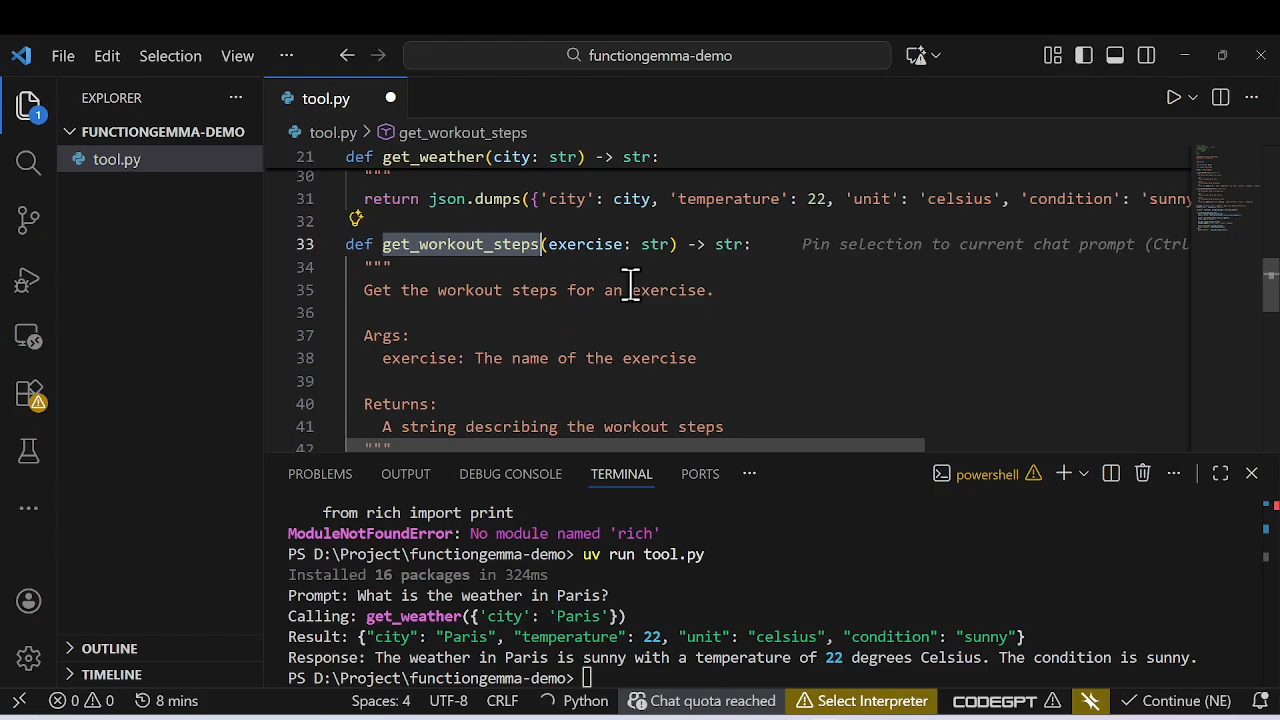 File Edit Selection View ··· functiongemma-demo
EXPLORER ···
FUNCTIONGEMMA-DEMO
tool.py
1
OUTLINE
TIMELINE
tool.py
tool.py > get_workout_steps
21 def get_weather(city: str) -> str:
30 """
31 return json.dumps({'city': city, 'temperature': 22, 'unit': 'celsius', 'condition': 'sunny
32
33 def get_workout_steps(exercise: str) -> str: Pin selection to current chat prompt (Ctrl
34 """
35 Get the workout steps for an exercise.
36
37 Args:
38 exercise: The name of the exercise
39
40 Returns:
41 A string describing the workout steps
42 """
PROBLEMS OUTPUT DEBUG CONSOLE TERMINAL PORTS ··· powershell
from rich import print
ModuleNotFoundError: No module named 'rich'
PS D:\Project\functiongemma-demo> uv run tool.py
Installed 16 packages in 324ms
Prompt: What is the weather in Paris?
Calling: get_weather({'city': 'Paris'})
Result: {"city": "Paris", "temperature": 22, "unit": "celsius", "condition": "sunny"}
Response: The weather in Paris is sunny with a temperature of 22 degrees Celsius. The condition is sunny.
PS D:\Project\functiongemma-demo>
0 0 8 mins Spaces: 4 UTF-8 CRLF Python Chat quota reached Select Interpreter CODEGPT Continue (NE)